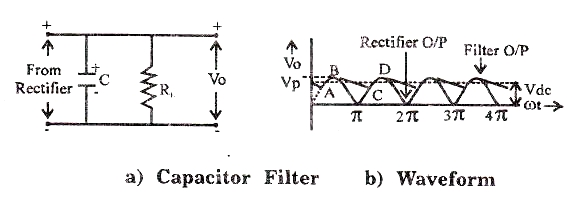 + +
From
Rectifier
+
C
-
R
Vo
- -
Rectifier O/P
Filter O/P
Vo
Vp
B
D
A
C
Vdc
π 2π 3π 4π
ωt
a) Capacitor Filter b) Waveform